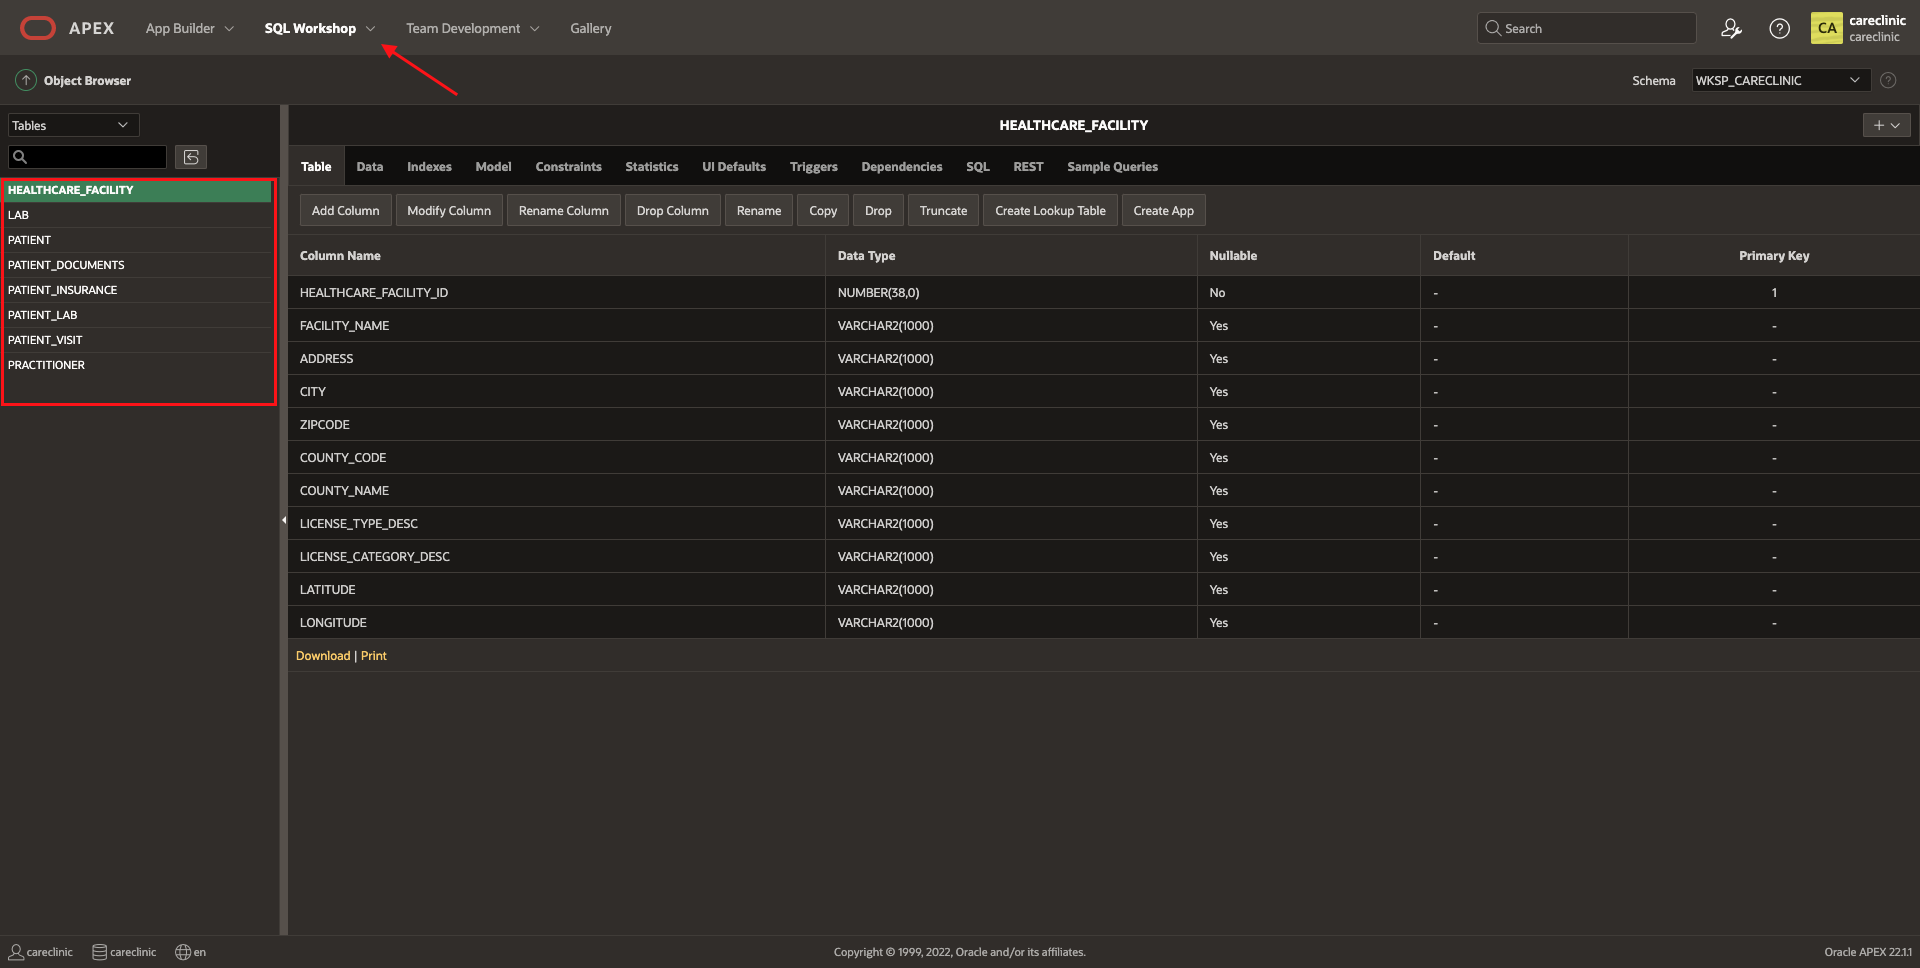 APEX App Builder SQL Workshop Team Development Gallery Search CA careclinic
careclinic
Object Browser Schema WKSP_CARECLINIC
Tables
HEALTHCARE_FACILITY
Table Data Indexes Model Constraints Statistics UI Defaults Triggers Dependencies SQL REST Sample Queries
HEALTHCARE_FACILITY
LAB
PATIENT
PATIENT_DOCUMENTS
PATIENT_INSURANCE
PATIENT_LAB
PATIENT_VISIT
PRACTITIONER
Add Column Modify Column Rename Column Drop Column Rename Copy Drop Truncate Create Lookup Table Create App
Column Name Data Type Nullable Default Primary Key
HEALTHCARE_FACILITY_ID NUMBER(38,0) No - 1
FACILITY_NAME VARCHAR2(1000) Yes - -
ADDRESS VARCHAR2(1000) Yes - -
CITY VARCHAR2(1000) Yes - -
ZIPCODE VARCHAR2(1000) Yes - -
COUNTY_CODE VARCHAR2(1000) Yes - -
COUNTY_NAME VARCHAR2(1000) Yes - -
LICENSE_TYPE_DESC VARCHAR2(1000) Yes - -
LICENSE_CATEGORY_DESC VARCHAR2(1000) Yes - -
LATITUDE VARCHAR2(1000) Yes - -
LONGITUDE VARCHAR2(1000) Yes - -
Download | Print
careclinic careclinic en Copyright © 1999, 2022, Oracle and/or its affiliates. Oracle APEX 22.1.1